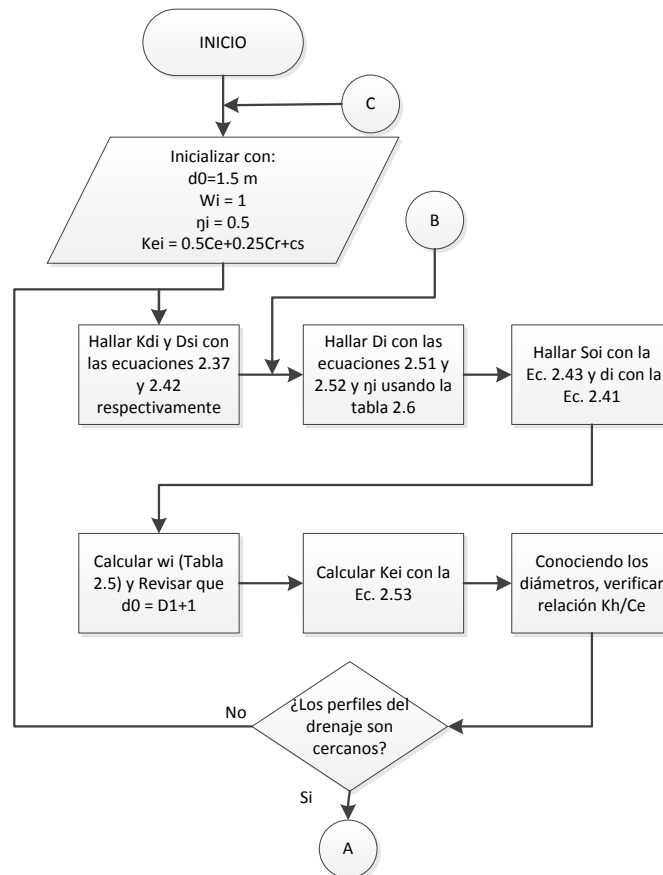 INICIO
C
Inicializar con:
d0=1.5 m
Wi = 1
ŋi = 0.5
Kei = 0.5Ce+0.25Cr+cs
B
Hallar Kdi y Dsi con
las ecuaciones 2.37
y 2.42
respectivamente
Hallar Di con las
ecuaciones 2.51 y
2.52 y ŋi usando la
tabla 2.6
Hallar Soi con la
Ec. 2.43 y di con la
Ec. 2.41
Calcular wi (Tabla
2.5) y Revisar que
d0 = D1+1
Calcular Kei con la
Ec. 2.53
Conociendo los
diámetros, verificar
relación Kh/Ce
¿Los perfiles del
drenaje son
cercanos?
No
Si
A